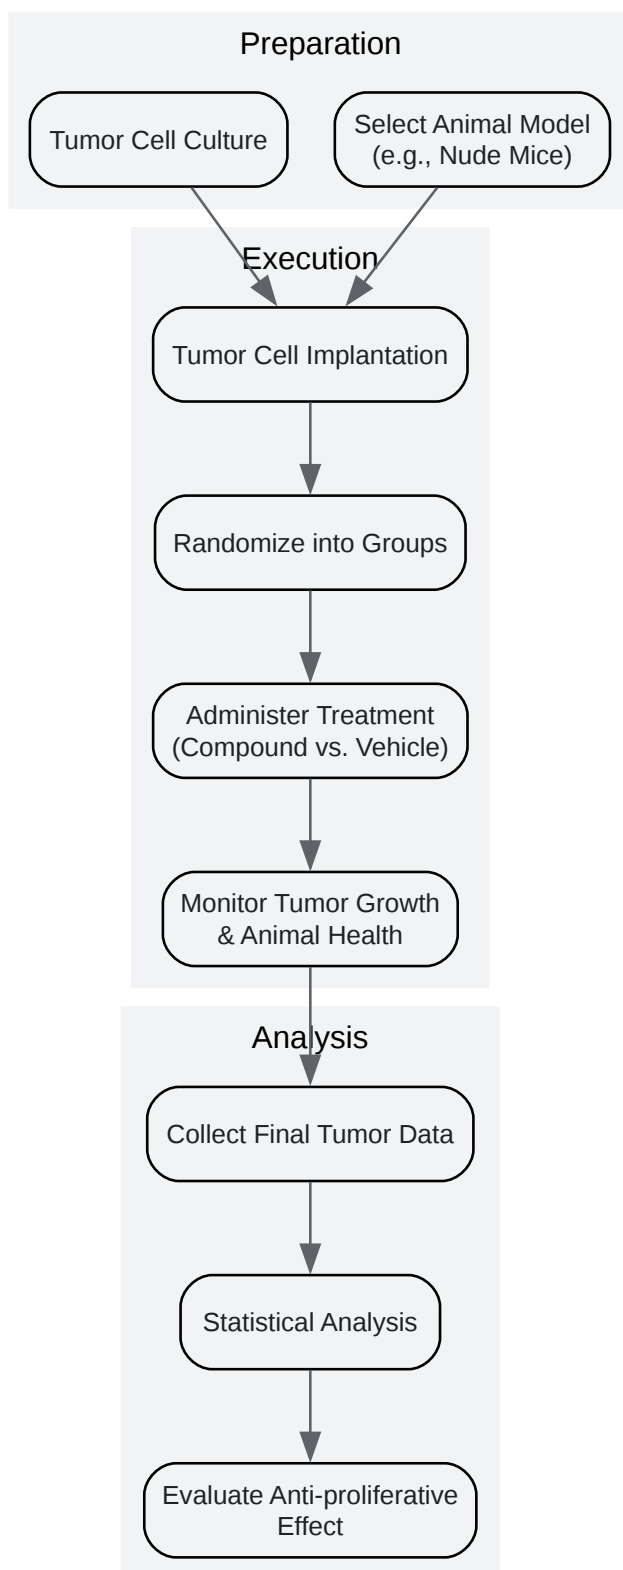 Preparation
Tumor Cell Culture
Select Animal Model
(e.g., Nude Mice)
Execution
Tumor Cell Implantation
Randomize into Groups
Administer Treatment
(Compound vs. Vehicle)
Monitor Tumor Growth
& Animal Health
Analysis
Collect Final Tumor Data
Statistical Analysis
Evaluate Anti-proliferative
Effect